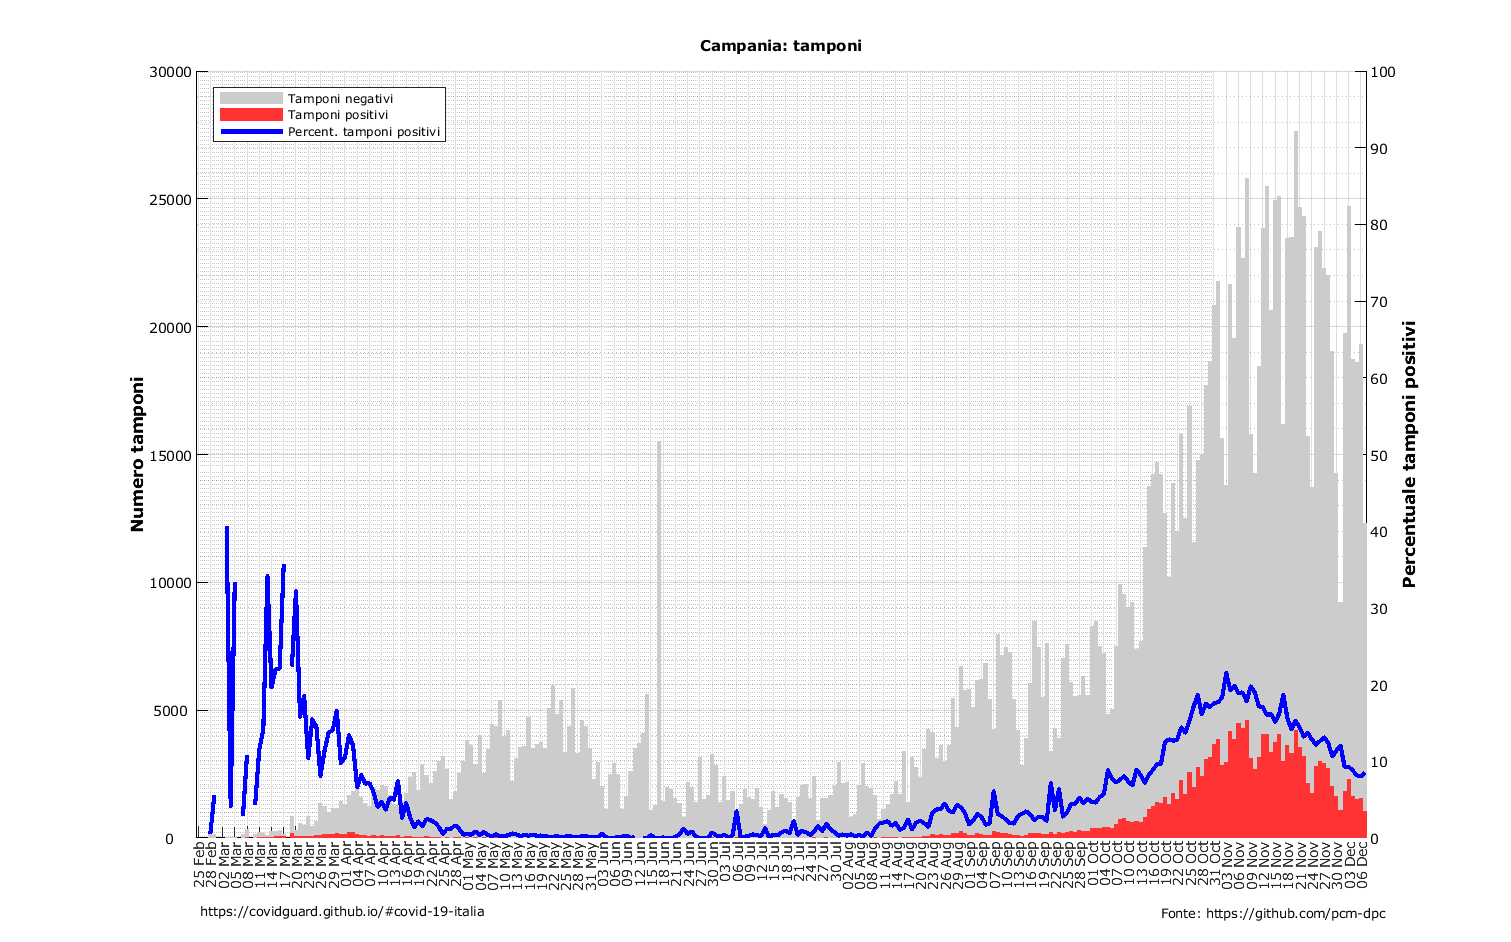 Campania: tamponi
Tamponi negativi
Tamponi positivi
Percent. tamponi positivi
Numero tamponi
30000
25000
20000
15000
10000
5000
0
Percentuale tamponi positivi
100
90
80
70
60
50
40
30
20
10
0
25 Feb
28 Feb
02 Mar
05 Mar
08 Mar
11 Mar
14 Mar
17 Mar
20 Mar
23 Mar
26 Mar
29 Mar
01 Apr
04 Apr
07 Apr
10 Apr
13 Apr
16 Apr
19 Apr
22 Apr
25 Apr
28 Apr
01 May
04 May
07 May
10 May
13 May
16 May
19 May
22 May
25 May
28 May
31 May
03 Jun
06 Jun
09 Jun
12 Jun
15 Jun
18 Jun
21 Jun
24 Jun
27 Jun
30 Jun
03 Jul
06 Jul
09 Jul
12 Jul
15 Jul
18 Jul
21 Jul
24 Jul
27 Jul
30 Jul
02 Aug
05 Aug
08 Aug
11 Aug
14 Aug
17 Aug
20 Aug
23 Aug
26 Aug
29 Aug
01 Sep
04 Sep
07 Sep
10 Sep
13 Sep
16 Sep
19 Sep
22 Sep
25 Sep
28 Sep
01 Oct
04 Oct
07 Oct
10 Oct
13 Oct
16 Oct
19 Oct
22 Oct
25 Oct
28 Oct
31 Oct
03 Nov
06 Nov
09 Nov
12 Nov
15 Nov
18 Nov
21 Nov
24 Nov
27 Nov
30 Nov
03 Dec
06 Dec
https://covidguard.github.io/#covid-19-italia
Fonte: https://github.com/pcm-dpc